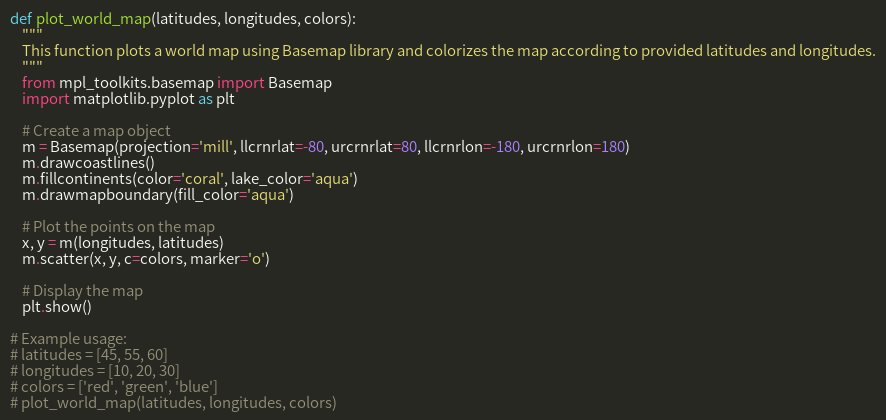 def plot_world_map(latitudes, longitudes, colors):
    """
    This function plots a world map using Basemap library and colorizes the map according to provided latitudes and longitudes.
    """
    from mpl_toolkits.basemap import Basemap
    import matplotlib.pyplot as plt

    # Create a map object
    m = Basemap(projection='mill', llcrnrlat=-80, urcrnrlat=80, llcrnrlon=-180, urcrnrlon=180)
    m.drawcoastlines()
    m.fillcontinents(color='coral', lake_color='aqua')
    m.drawmapboundary(fill_color='aqua')

    # Plot the points on the map
    x, y = m(longitudes, latitudes)
    m.scatter(x, y, c=colors, marker='o')

    # Display the map
    plt.show()

# Example usage:
# latitudes = [45, 55, 60]
# longitudes = [10, 20, 30]
# colors = ['red', 'green', 'blue']
# plot_world_map(latitudes, longitudes, colors)